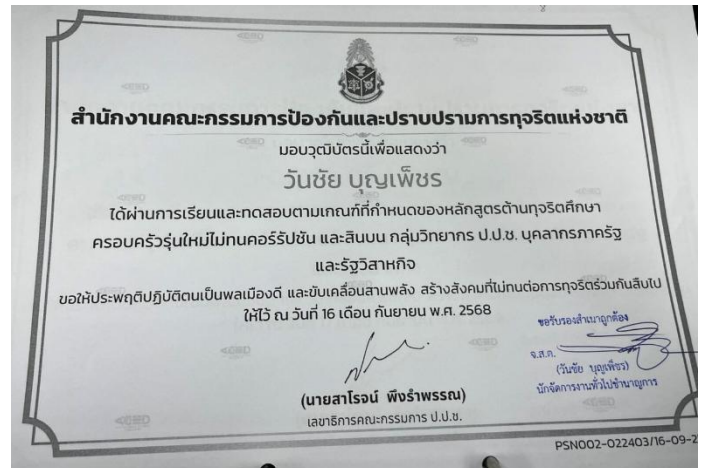 สำนักงานคณะกรรมการป้องกันและปราบปรามการทุจริตแห่งชาติ
มอบวุฒิบัตรนี้เพื่อแสดงว่า
วันชัย บุญเพ็ชร
ได้ผ่านการเรียนและทดสอบตามเกณฑ์ที่กำหนดของหลักสูตรต้านทุจริตศึกษา
ครอบครัวรุ่นใหม่ไม่ทนคอร์รัปชัน และสินบน กลุ่มวิทยากร ป.ป.ช. บุคลากรภาครัฐ
และรัฐวิสาหกิจ
ขอให้ประพฤติปฏิบัติตนเป็นพลเมืองดี และขับเคลื่อนสานพลัง สร้างสังคมที่ไม่ทนต่อการทุจริตร่วมกันสืบไป
ให้ไว้ ณ วันที่ 16 เดือน กันยายน พ.ศ. 2568
ขอรับรองสำเนาถูกต้อง
จ.ส.ต.
(วันชัย บุญเพ็ชร)
นักจัดการงานทั่วไปชำนาญการ
(นายสาโรจน์ พึงรำพรรณ)
เลขาธิการคณะกรรมการ ป.ป.ช.
PSN002-022403/16-09-2